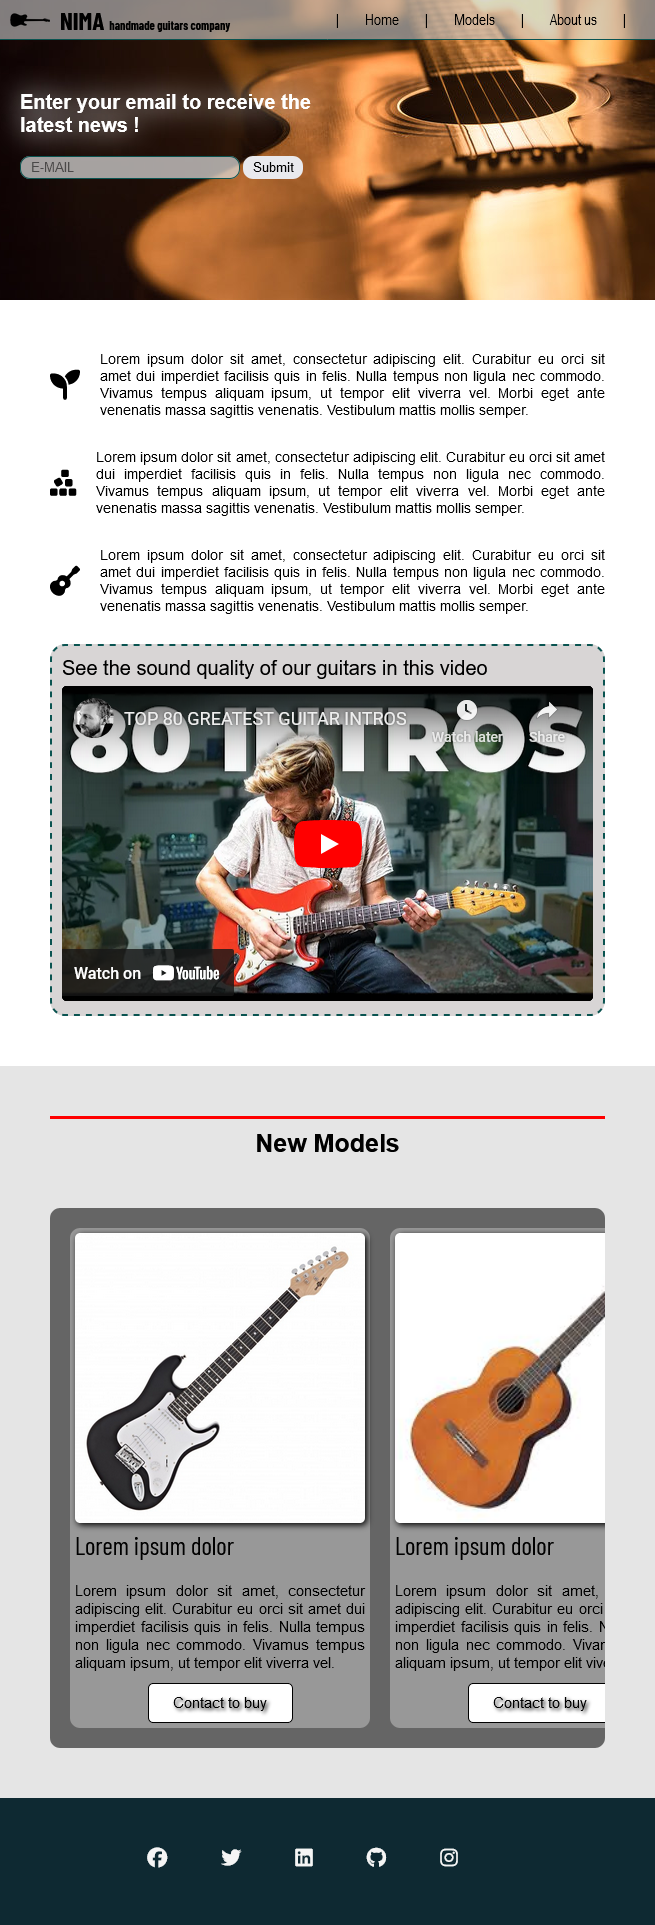 NIMA handmade guitars company | Home | Models | About us |
Enter your email to receive the
latest news !
E-MAIL Submit
Lorem ipsum dolor sit amet, consectetur adipiscing elit. Curabitur eu orci sit
amet dui imperdiet facilisis quis in felis. Nulla tempus non ligula nec commodo.
Vivamus tempus aliquam ipsum, ut tempor elit viverra vel. Morbi eget ante
venenatis massa sagittis venenatis. Vestibulum mattis mollis semper.
Lorem ipsum dolor sit amet, consectetur adipiscing elit. Curabitur eu orci sit amet
dui imperdiet facilisis quis in felis. Nulla tempus non ligula nec commodo.
Vivamus tempus aliquam ipsum, ut tempor elit viverra vel. Morbi eget ante
venenatis massa sagittis venenatis. Vestibulum mattis mollis semper.
Lorem ipsum dolor sit amet, consectetur adipiscing elit. Curabitur eu orci sit
amet dui imperdiet facilisis quis in felis. Nulla tempus non ligula nec commodo.
Vivamus tempus aliquam ipsum, ut tempor elit viverra vel. Morbi eget ante
venenatis massa sagittis venenatis. Vestibulum mattis mollis semper.
See the sound quality of our guitars in this video
TOP 80 GREATEST GUITAR INTROS
Watch later Share
80 INTROS
Watch on YouTube
New Models
Lorem ipsum dolor
Lorem ipsum dolor sit amet, consectetur
adipiscing elit. Curabitur eu orci sit amet dui
imperdiet facilisis quis in felis. Nulla tempus
non ligula nec commodo. Vivamus tempus
aliquam ipsum, ut tempor elit viverra vel.
Contact to buy
Lorem ipsum dolor
Lorem ipsum dolor sit amet,
adipiscing elit. Curabitur eu orci
imperdiet facilisis quis in felis. N
non ligula nec commodo. Vivar
aliquam ipsum, ut tempor elit vive
Contact to buy